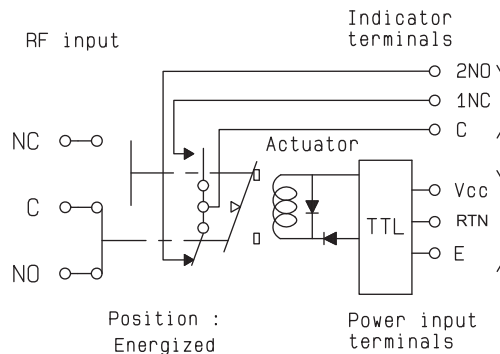 RF input
Indicator
terminals
2NO
1NC
C
NC
Actuator
C
TTL
Vcc
RTN
E
NO
Position :
Energized
Power input
terminals